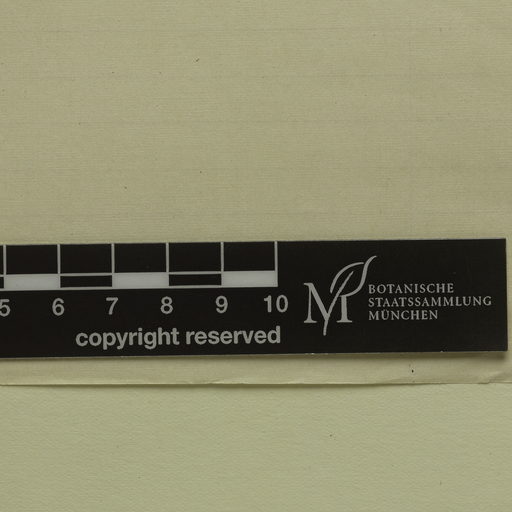 5 6 7 8 9 10
copyright reserved
BOTANISCHE
STAATSSAMMLUNG
MÜNCHEN